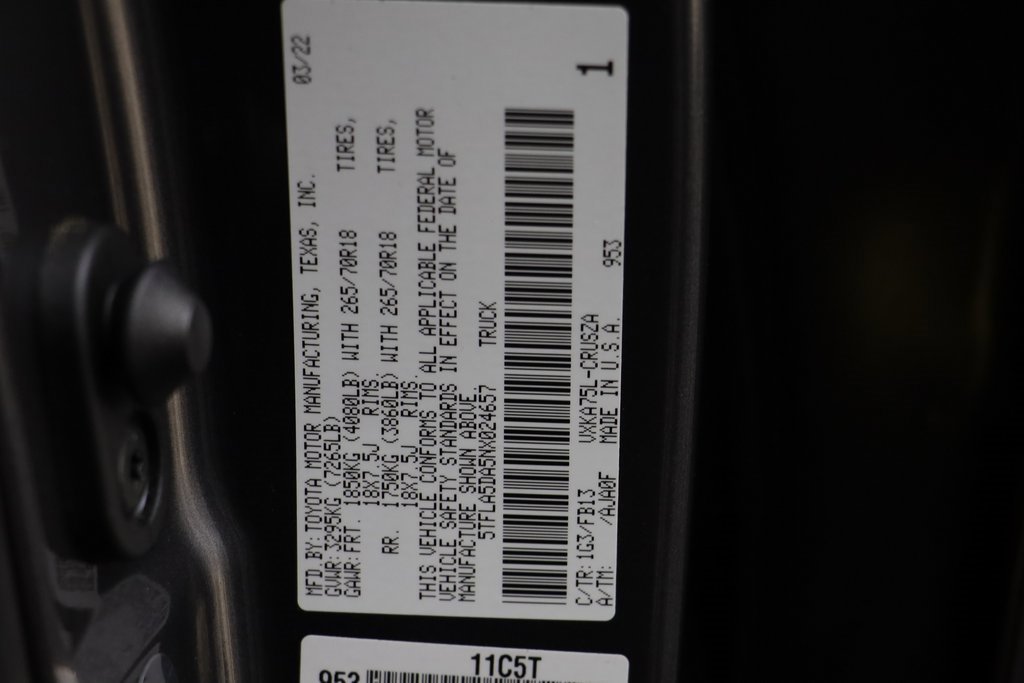 03/22
MFD.BY:TOYOTA MOTOR MANUFACTURING, TEXAS, INC.
GVWR:3295KG (7265LB)
GAWR:FRT. 1850KG (4080LB) WITH 265/70R18 TIRES,
18X7.5J RIMS.
RR. 1750KG (3860LB) WITH 265/70R18 TIRES,
18X7.5J RIMS.
THIS VEHICLE CONFORMS TO ALL APPLICABLE FEDERAL MOTOR
VEHICLE SAFETY STANDARDS IN EFFECT ON THE DATE OF
MANUFACTURE SHOWN ABOVE.
5TFLA5DA5NX024657 TRUCK
1
C/TR:1G3/FB13 VXKA75L-CRUSZA 953
A/TM: /AJA0F MADE IN U.S.A.
11C5T
953